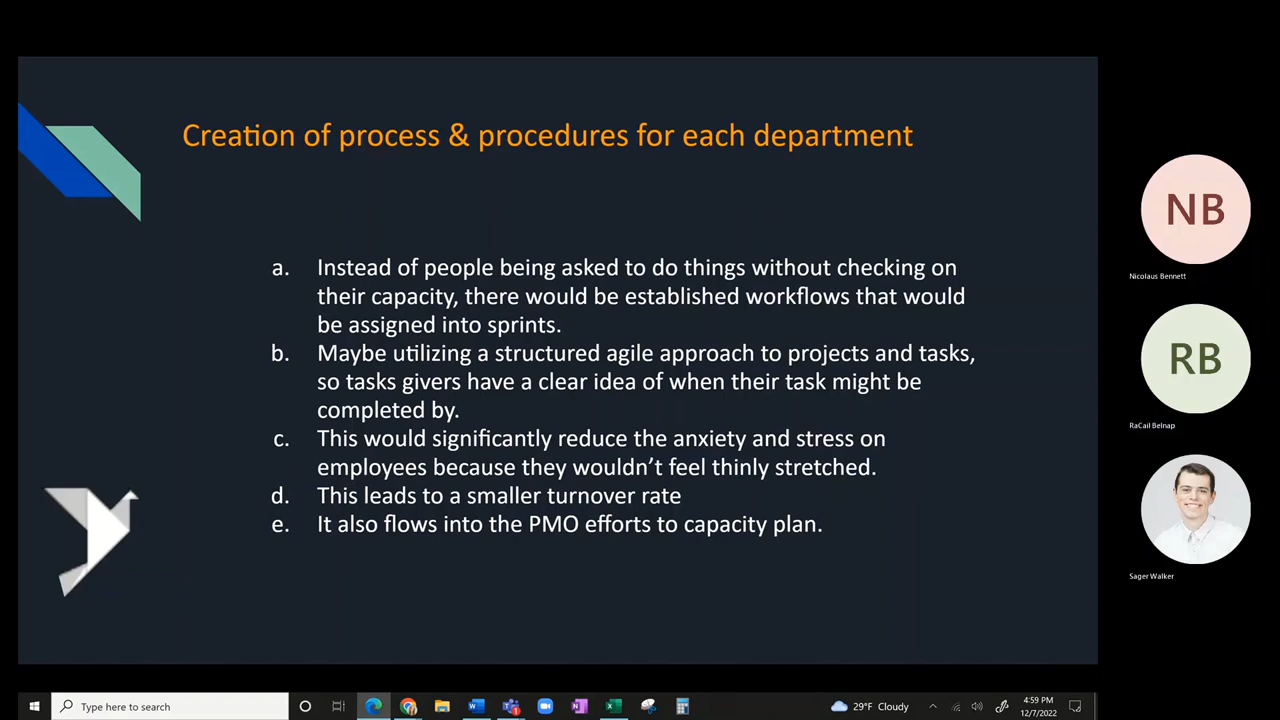 Creation of process & procedures for each department
a. Instead of people being asked to do things without checking on
their capacity, there would be established workflows that would
be assigned into sprints.
b. Maybe utilizing a structured agile approach to projects and tasks,
so tasks givers have a clear idea of when their task might be
completed by.
c. This would significantly reduce the anxiety and stress on
employees because they wouldn't feel thinly stretched.
d. This leads to a smaller turnover rate
e. It also flows into the PMO efforts to capacity plan.
NB
Nicolaus Bennett
RB
RaCail Belnap
Sager Walker
Type here to search
29°F Cloudy
4:59 PM
12/7/2022